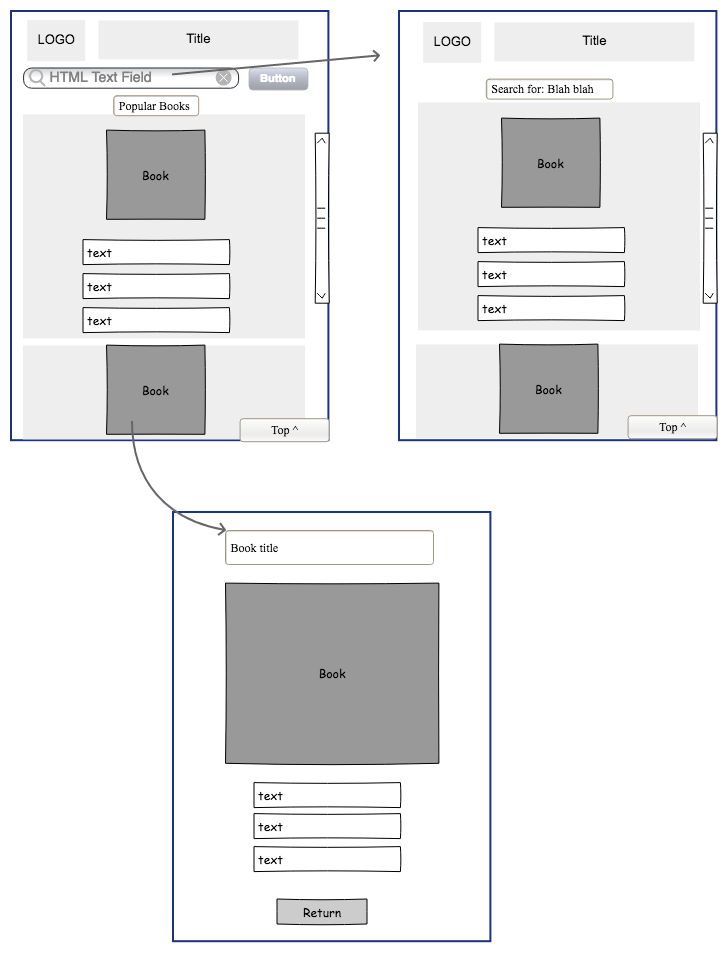 LOGO
Title
HTML Text Field
Button
Popular Books
Book
text
text
text
Book
Top ^
LOGO
Title
Search for: Blah blah
Book
text
text
text
Book
Top ^
Book title
Book
text
text
text
Return